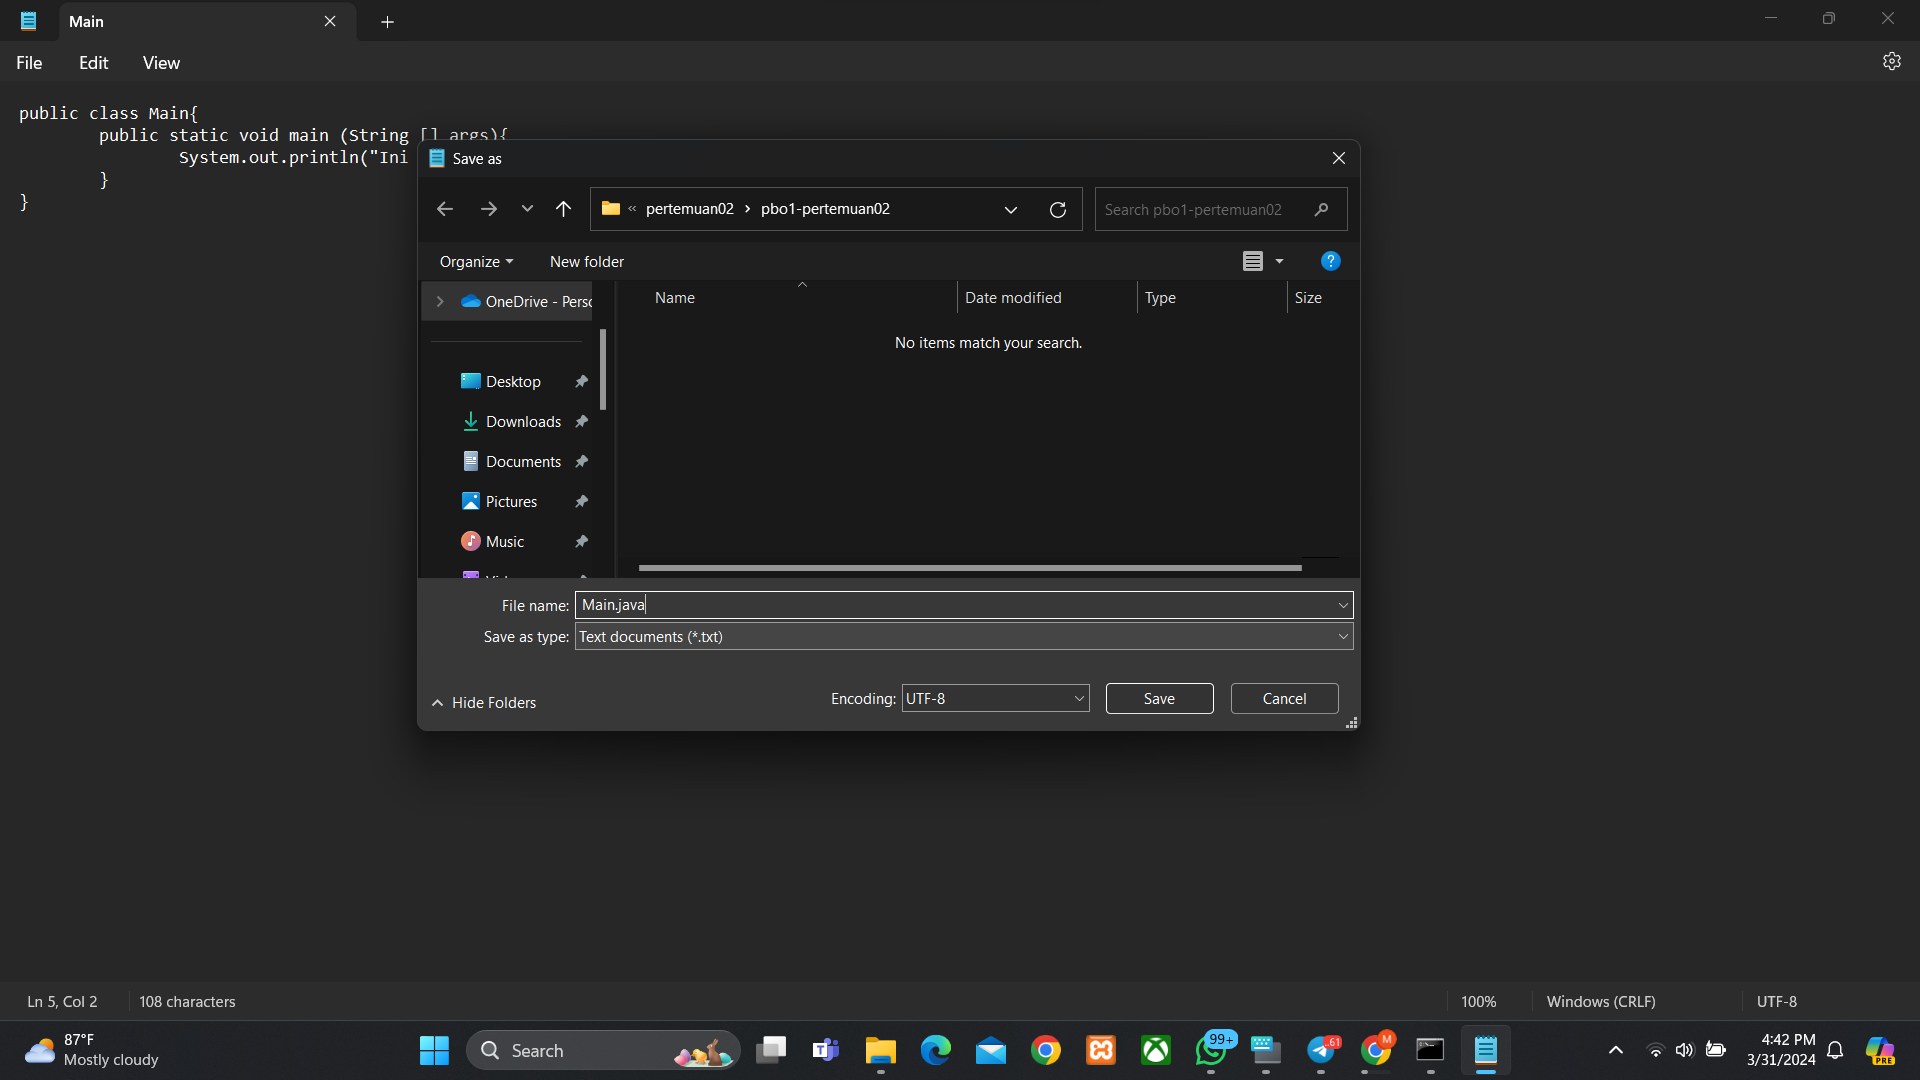 Main
File Edit View
public class Main{
public static void main (String [] args){
System.out.println("Ini
}
}
Save as
« pertemuan02 > pbo1-pertemuan02
Search pbo1-pertemuan02
Organize New folder
?
OneDrive - Perso
Name Date modified Type Size
No items match your search.
Desktop
Downloads
Documents
Pictures
Music
File name: Main.java
Save as type: Text documents (*.txt)
Hide Folders
Encoding: UTF-8
Save Cancel
Ln 5, Col 2 108 characters 100% Windows (CRLF) UTF-8
87°F
Mostly cloudy
Search
99+
61
M
4:42 PM
3/31/2024
PRE